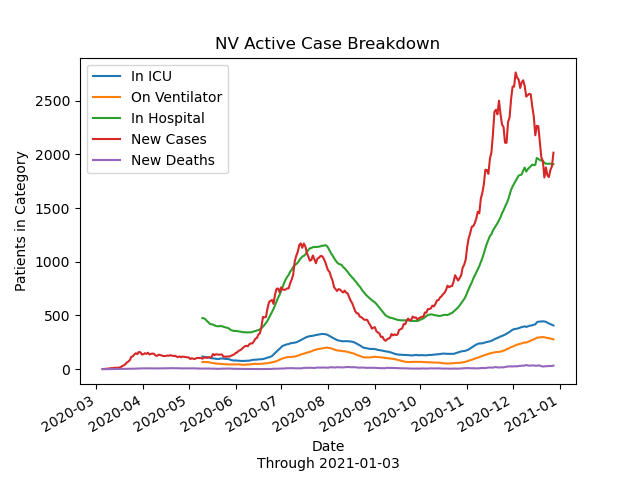 NV Active Case Breakdown
In ICU
On Ventilator
In Hospital
New Cases
New Deaths
Patients in Category
2500
2000
1500
1000
500
0
2020-03
2020-04
2020-05
2020-06
2020-07
2020-08
2020-09
2020-10
2020-11
2020-12
2021-01
Date
Through 2021-01-03